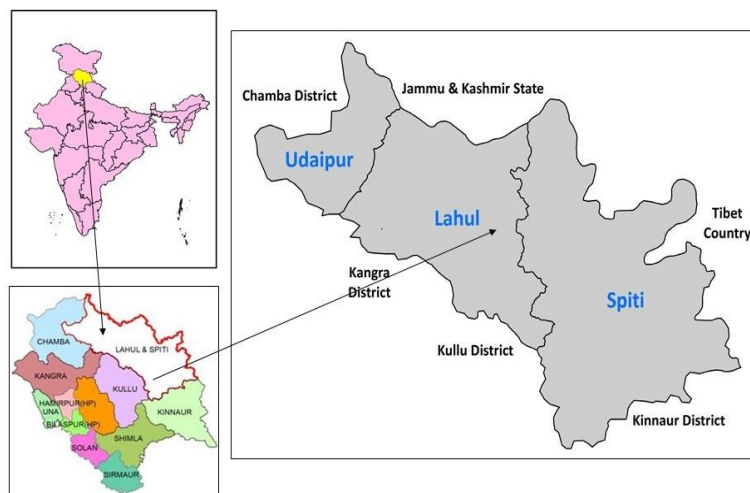 Chamba District
Jammu & Kashmir State
Udaipur
Lahul
Tibet
Country
Kangra
District
Spiti
Kullu District
Kinnaur District
CHAMBA
LAHUL & SPITI
KANGRA
KULLU
HAMIRPUR(HP)
UNA
KINNAUR
BILASPUR(HP)
SHIMLA
SOLAN
SIRMAUR